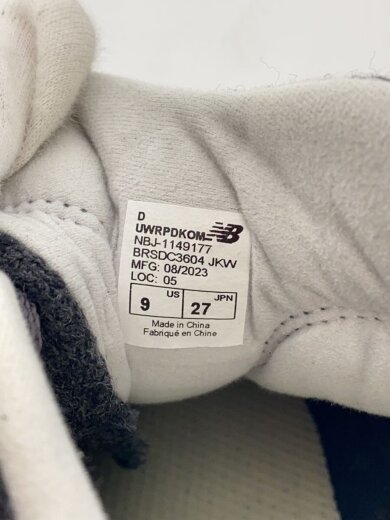 D
UWRPDKOM
NBJ-1149177
BRSDC3604 JKW
MFG: 08/2023
LOC: 05
9 US 27 JPN
Made in China
Fabriqué en Chine